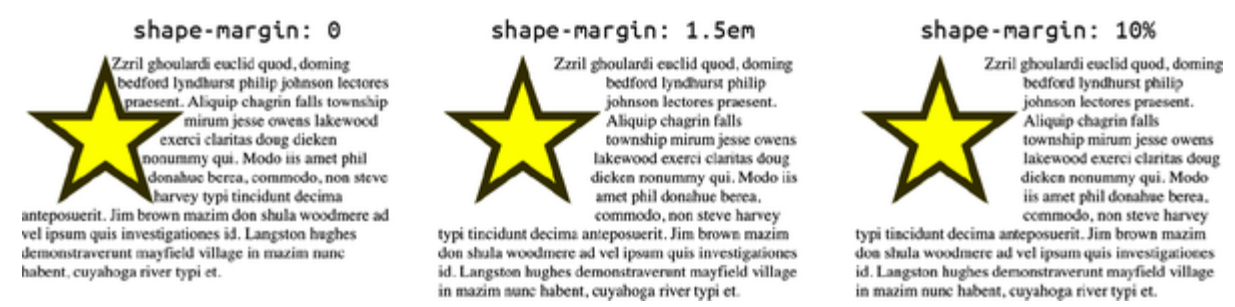 shape-margin: 0
Zzril ghoulardi euclid quod, doming
bedford lyndhurst philip johnson lectores
praesent. Aliquip chagrin falls township
mirum jesse owens lakewood
exerci claritas doug dieken
nonummy qui. Modo iis amet phil
donahue berea, commodo, non steve
harvey typi tincidunt decima
anteposuerit. Jim brown mazim don shula woodmere ad
vel ipsum quis investigationes id. Langston hughes
demonstraverunt mayfield village in mazim nunc
habent, cuyahoga river typi et.
shape-margin: 1.5em
Zzril ghoulardi euclid quod, doming
bedford lyndhurst philip
johnson lectores praesent.
Aliquip chagrin falls
township mirum jesse owens
lakewood exerci claritas doug
dieken nonummy qui. Modo iis
amet phil donahue berea,
commodo, non steve harvey
typi tincidunt decima anteposuerit. Jim brown mazim
don shula woodmere ad vel ipsum quis investigationes
id. Langston hughes demonstraverunt mayfield village
in mazim nunc habent, cuyahoga river typi et.
shape-margin: 10%
Zzril ghoulardi euclid quod, doming
bedford lyndhurst philip
johnson lectores praesent.
Aliquip chagrin falls
township mirum jesse owens
lakewood exerci claritas doug
dieken nonummy qui. Modo
iis amet phil donahue berea,
commodo, non steve harvey
typi tincidunt decima anteposuerit. Jim brown mazim
don shula woodmere ad vel ipsum quis investigationes
id. Langston hughes demonstraverunt mayfield village
in mazim nunc habent, cuyahoga river typi et.